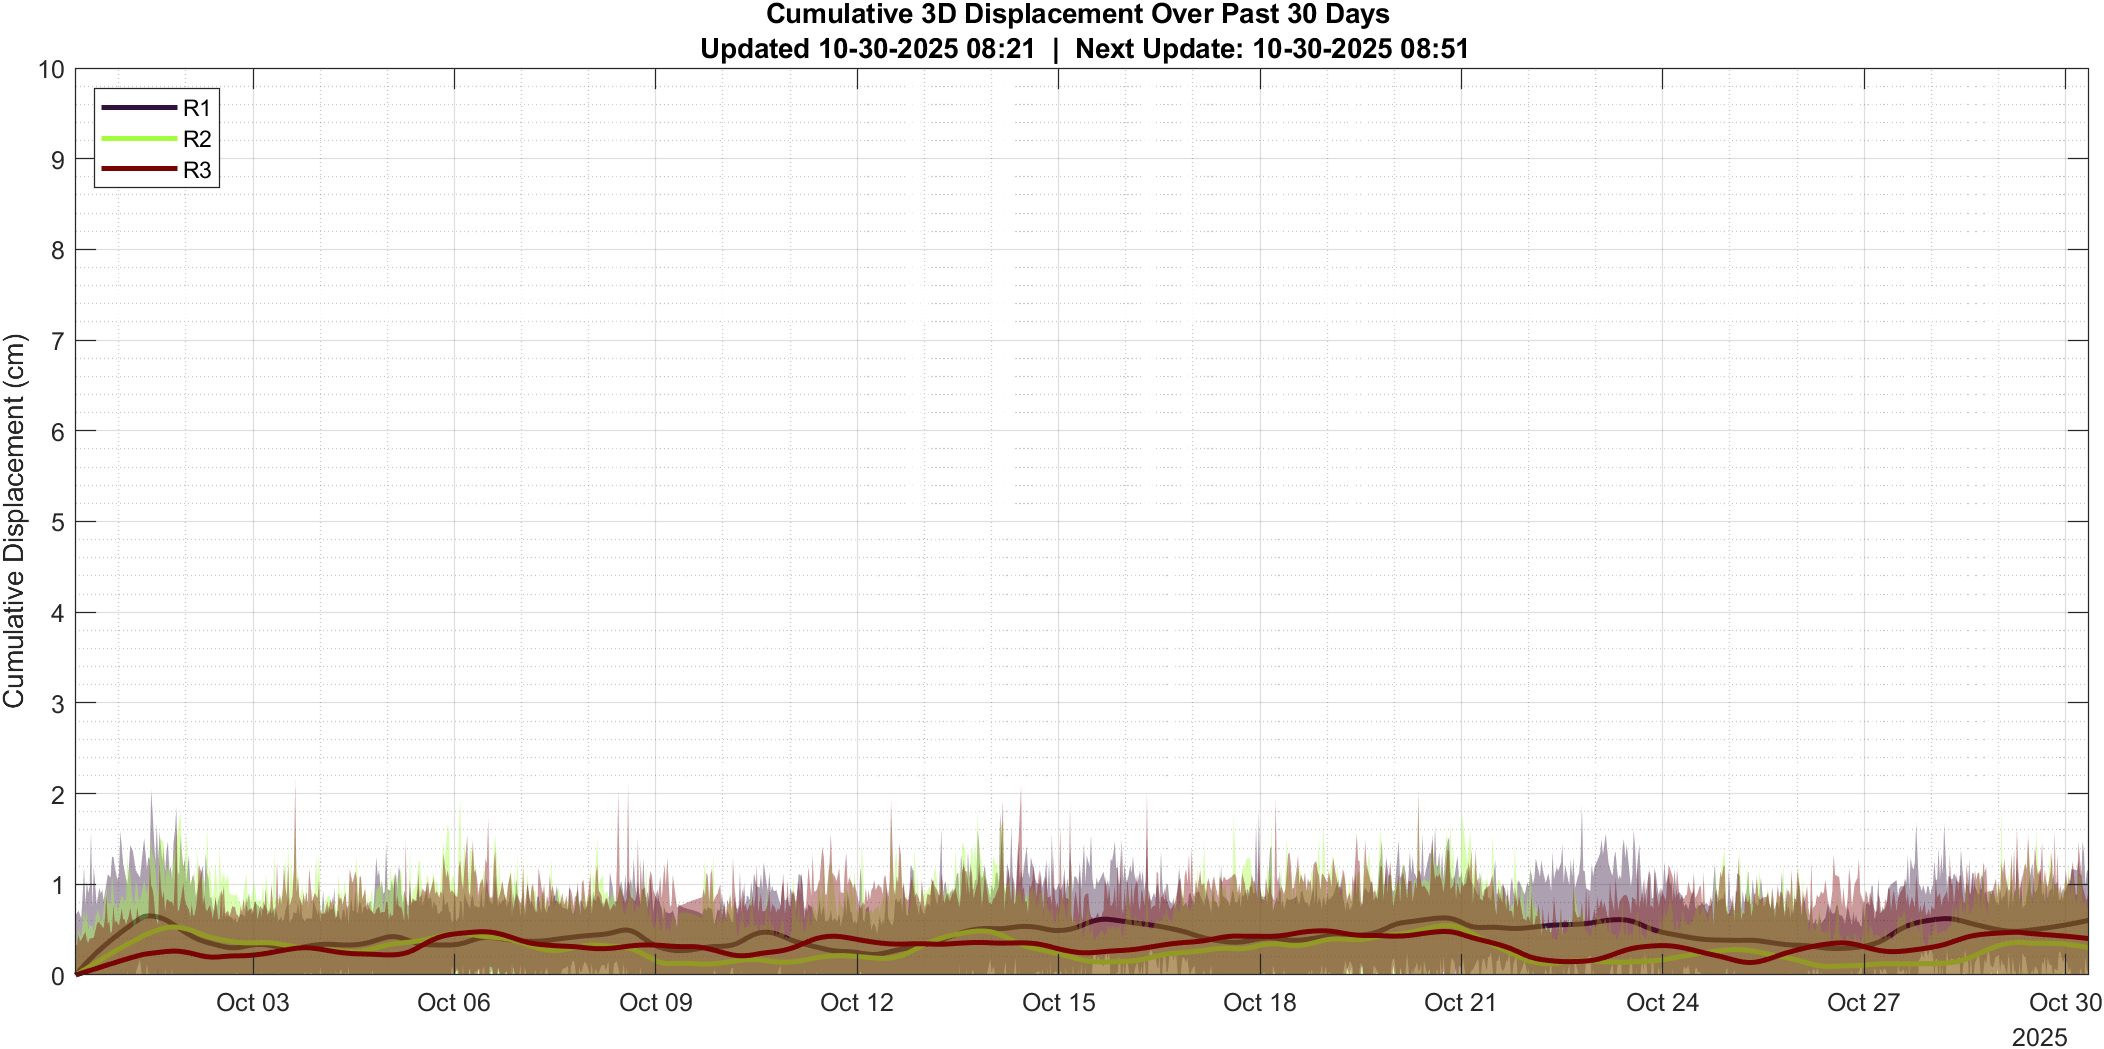 Cumulative 3D Displacement Over Past 30 Days
Updated 10-30-2025 08:21 | Next Update: 10-30-2025 08:51
R1
R2
R3
Cumulative Displacement (cm)
10
9
8
7
6
5
4
3
2
1
0
Oct 03 Oct 06 Oct 09 Oct 12 Oct 15 Oct 18 Oct 21 Oct 24 Oct 27 Oct 30
2025